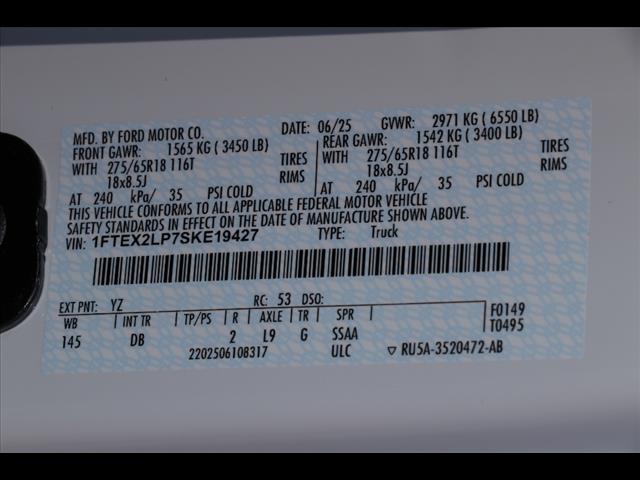 MFD. BY FORD MOTOR CO. DATE: 06/25 GVWR: 2971 KG ( 6550 LB)
FRONT GAWR: 1565 KG ( 3450 LB) REAR GAWR: 1542 KG ( 3400 LB)
WITH 275/65R18 116T TIRES WITH 275/65R18 116T TIRES
18x8.5J RIMS 18x8.5J RIMS
AT 240 kPa/ 35 PSI COLD AT 240 kPa/ 35 PSI COLD
THIS VEHICLE CONFORMS TO ALL APPLICABLE FEDERAL MOTOR VEHICLE
SAFETY STANDARDS IN EFFECT ON THE DATE OF MANUFACTURE SHOWN ABOVE.
VIN: 1FTEX2LP7SKE19427 TYPE: Truck
EXT PNT: YZ RC: 53 DSO:
WB INT TR TP/PS R AXLE TR SPR F0149
145 DB 2 L9 G SSAA T0495
2202506108317 ULC ▽ RU5A-3520472-AB